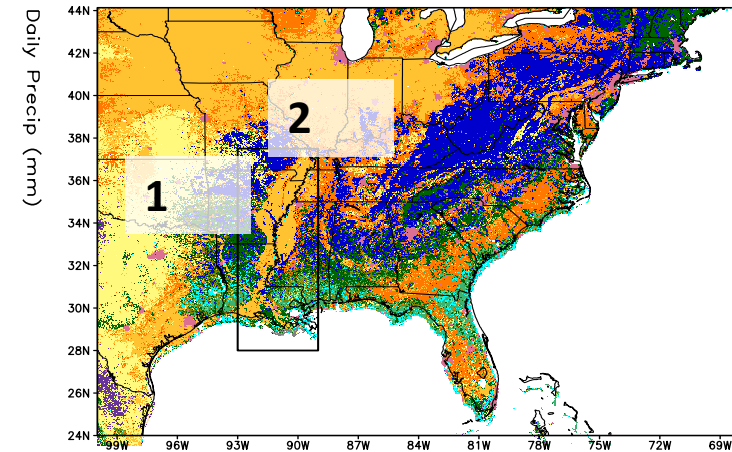 Daily Precip (mm)
44N
42N
40N
38N
36N
34N
32N
30N
28N
26N
24N
2
1
99W 96W 93W 90W 87W 84W 81W 78W 75W 72W 69W